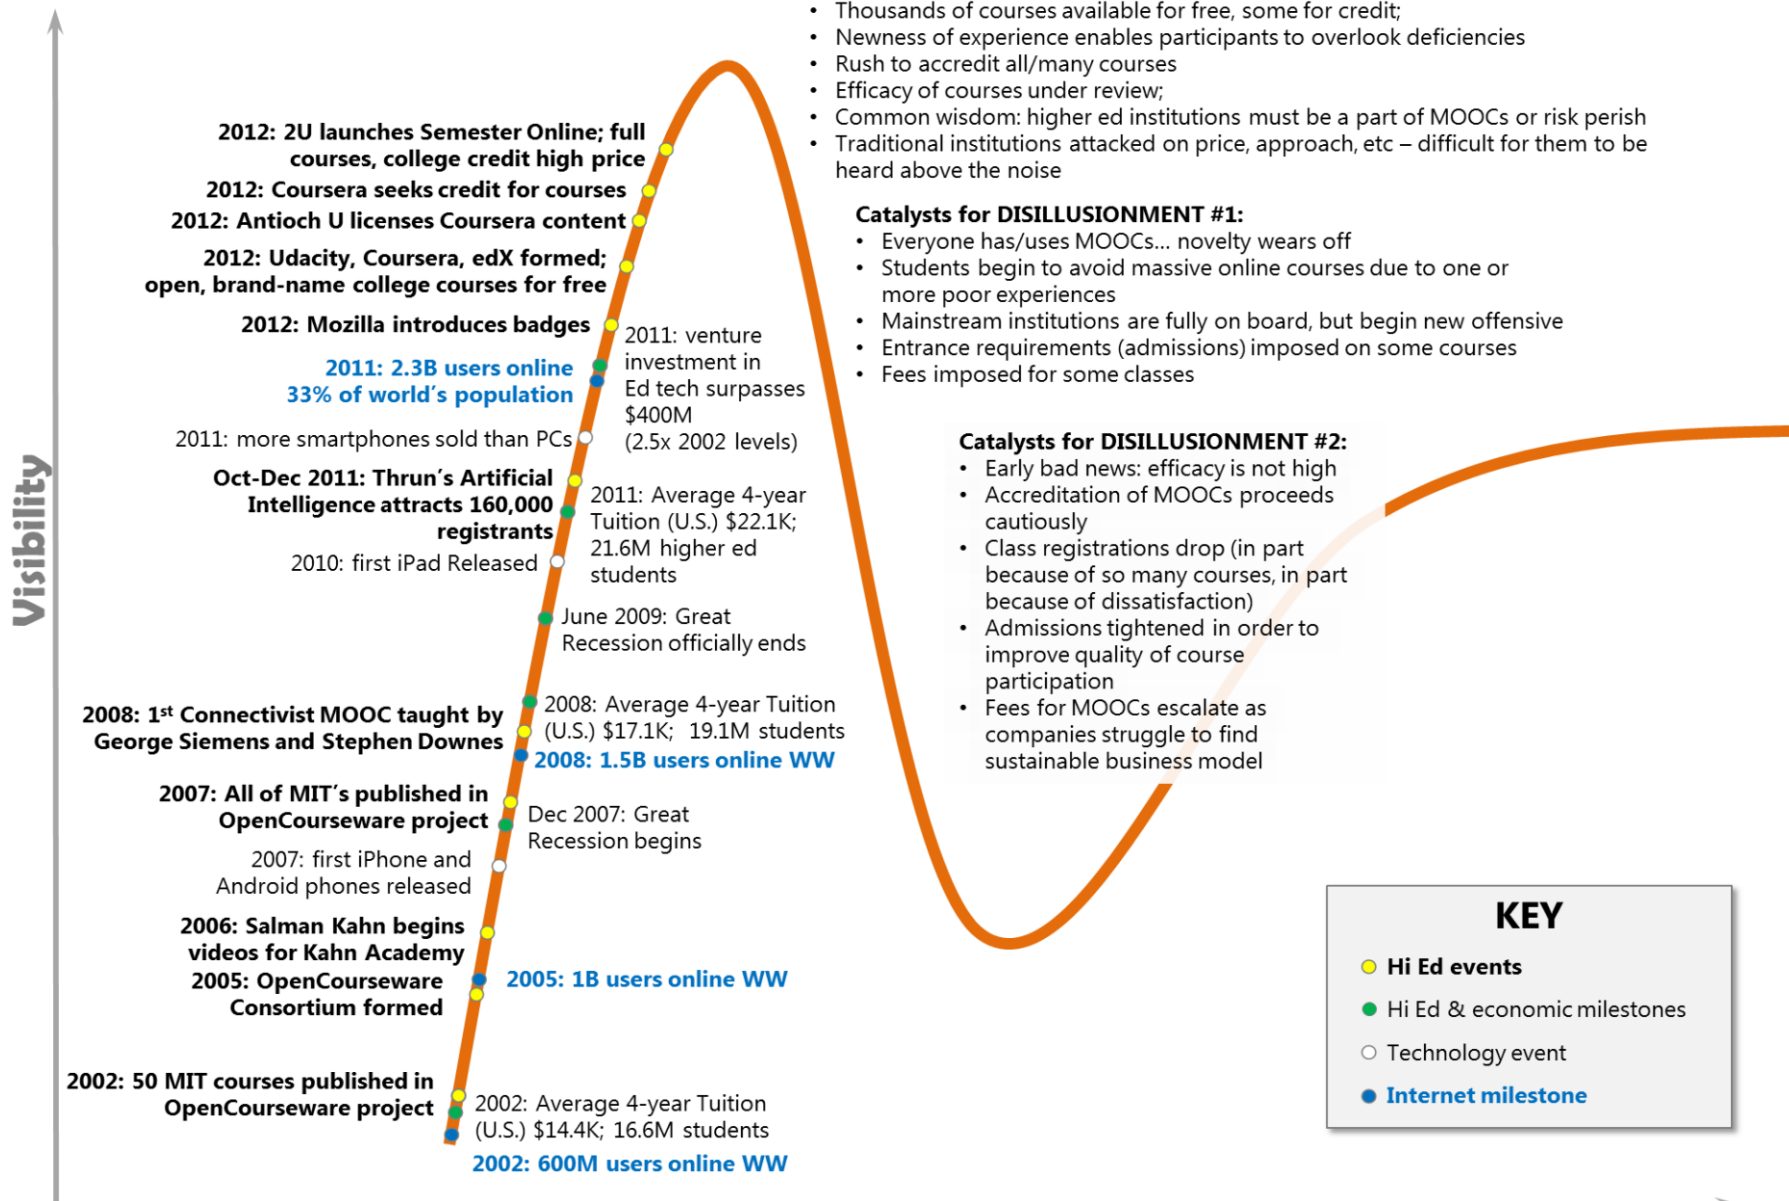 • Thousands of courses available for free, some for credit;
• Newness of experience enables participants to overlook deficiencies
• Rush to accredit all/many courses
• Efficacy of courses under review;
• Common wisdom: higher ed institutions must be a part of MOOCs or risk perish
• Traditional institutions attacked on price, approach, etc – difficult for them to be
heard above the noise
Catalysts for DISILLUSIONMENT #1:
• Everyone has/uses MOOCs... novelty wears off
• Students begin to avoid massive online courses due to one or
more poor experiences
• Mainstream institutions are fully on board, but begin new offensive
• Entrance requirements (admissions) imposed on some courses
• Fees imposed for some classes
Catalysts for DISILLUSIONMENT #2:
• Early bad news: efficacy is not high
• Accreditation of MOOCs proceeds
cautiously
• Class registrations drop (in part
because of so many courses, in part
because of dissatisfaction)
• Admissions tightened in order to
improve quality of course
participation
• Fees for MOOCs escalate as
companies struggle to find
sustainable business model
2012: 2U launches Semester Online; full
courses, college credit high price
2012: Coursera seeks credit for courses
2012: Antioch U licenses Coursera content
2012: Udacity, Coursera, edX formed;
open, brand-name college courses for free
2012: Mozilla introduces badges
2011: venture
investment in
Ed tech surpasses
$400M
(2.5x 2002 levels)
2011: 2.3B users online
33% of world's population
2011: more smartphones sold than PCs
Oct-Dec 2011: Thrun's Artificial
Intelligence attracts 160,000
registrants
2011: Average 4-year
Tuition (U.S.) $22.1K;
21.6M higher ed
students
2010: first iPad Released
June 2009: Great
Recession officially ends
2008: Average 4-year Tuition
(U.S.) $17.1K; 19.1M students
2008: 1st Connectivist MOOC taught by
George Siemens and Stephen Downes
2008: 1.5B users online WW
2007: All of MIT's published in
OpenCourseware project
Dec 2007: Great
Recession begins
2007: first iPhone and
Android phones released
2006: Salman Kahn begins
videos for Kahn Academy
2005: 1B users online WW
2005: OpenCourseware
Consortium formed
2002: 50 MIT courses published in
OpenCourseware project
2002: Average 4-year Tuition
(U.S.) $14.4K; 16.6M students
2002: 600M users online WW
Visibility
KEY
Hi Ed events
Hi Ed & economic milestones
Technology event
Internet milestone